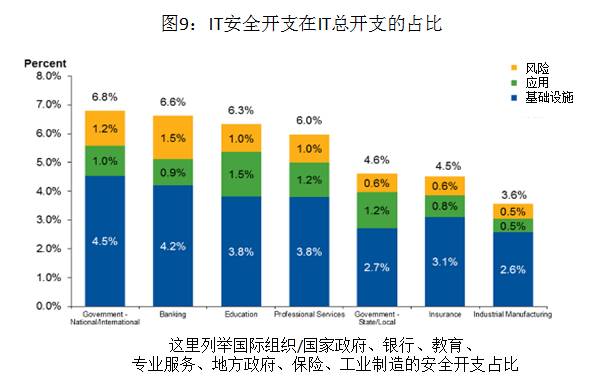 图9：IT安全开支在IT总开支的占比
Percent
8.0%
7.0%
6.0%
5.0%
4.0%
3.0%
2.0%
1.0%
0.0%
风险
应用
基础设施
6.8%
1.2%
1.0%
4.5%
6.6%
1.5%
0.9%
4.2%
6.3%
1.0%
1.5%
3.8%
6.0%
1.0%
1.2%
3.8%
4.6%
0.6%
1.2%
2.7%
4.5%
0.6%
0.8%
3.1%
3.6%
0.5%
0.5%
2.6%
Government -
National/International
Banking
Education
Professional Services
Government -
State/Local
Insurance
Industrial Manufacturing
这里列举国际组织/国家政府、银行、教育、
专业服务、地方政府、保险、工业制造的安全开支占比